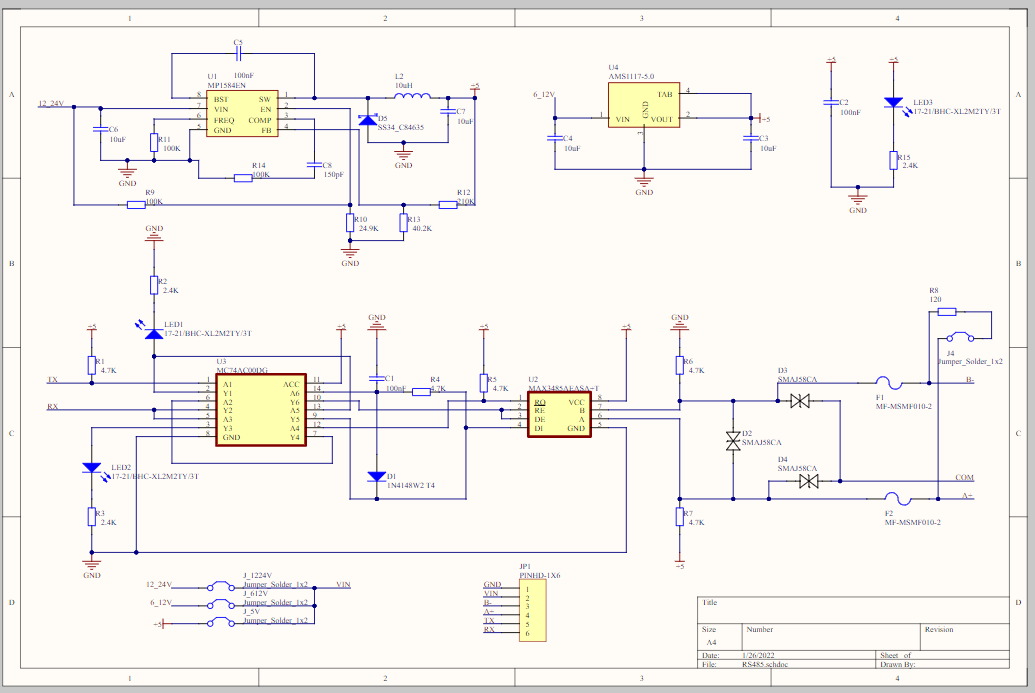 1 2 3 4
A A
B B
C C
D D
1 2 3 4
12_24V
C5
100nF
U1
MP1584EN
8 BST SW 1
7 VIN EN 2
6 FREQ COMP 3
5 GND FB 4
C6
10uF
R11
100K
GND
R14
100K
C8
150pF
L2
10uH
+5
D5
SS34_C84635
C7
10uF
GND
R9
100K
R10
24.9K
R13
40.2K
R12
210K
GND
U4
AMS1117-5.0
6_12V
TAB 4
1 VIN
GND
VOUT 2
3
+5
C4
10uF
C3
10uF
GND
+5
C2
100nF
+5
LED3
17-21/BHC-XL2M2TY/3T
R15
2.4K
GND
GND
R2
2.4K
LED1
17-21/BHC-XL2M2TY/3T
+5
R1
4.7K
TX
RX
U3
MC74AC00DG
1 A1 ACC 11
2 Y1 A6 14
6 A2 Y6 10
4 Y2 A5 13
5 A3 Y5 9
3 Y3 A4 12
8 GND Y4 7
LED2
17-21/BHC-XL2M2TY/3T
R3
2.4K
GND
+5
GND
C1
100nF
R4
4.7K
D1
1N4148W2 T4
+5
R5
4.7K
U2
MAX3485AEASA+T
1 RO VCC 8
2 RE B 7
3 DE A 6
4 DI GND 5
+5
GND
R6
4.7K
D2
SMAJ58CA
D3
SMAJ58CA
D4
SMAJ58CA
R7
4.7K
+5
R8
120
J4
Jumper_Solder_1x2
F1
MF-MSMF010-2
B-
COM
A+
F2
MF-MSMF010-2
12_24V
J_1224V
Jumper_Solder_1x2
VIN
6_12V
J_612V
Jumper_Solder_1x2
+5
J_5V
Jumper_Solder_1x2
JP1
PINHD-1X6
GND 1
VIN 2
B- 3
A+ 4
TX 5
RX 6
Title
Size Number Revision
A4
Date: 1/26/2022 Sheet of
File: RS485.schdoc Drawn By: